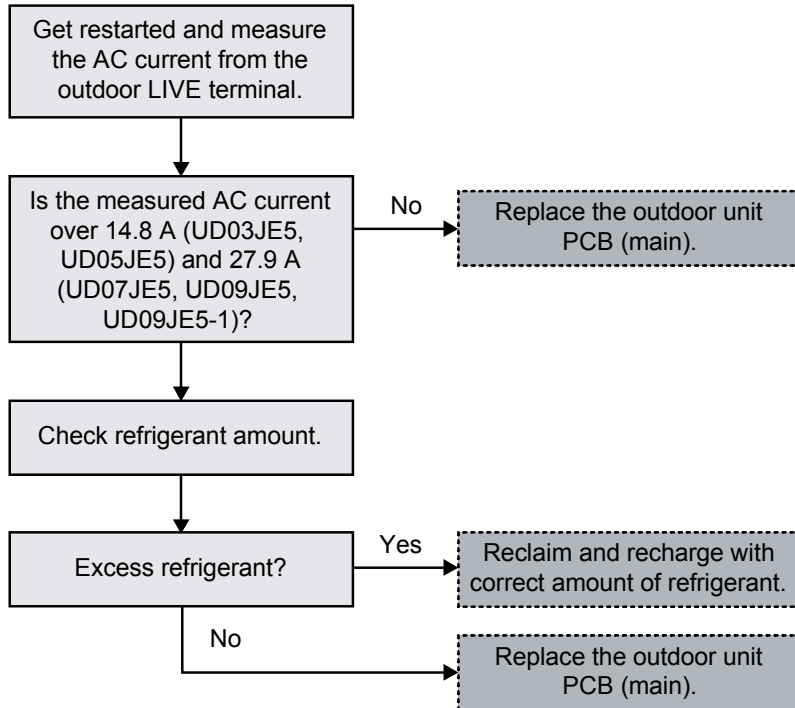 Get restarted and measure
the AC current from the
outdoor LIVE terminal.
Is the measured AC current
over 14.8 A (UD03JE5,
UD05JE5) and 27.9 A
(UD07JE5, UD09JE5,
UD09JE5-1)?
No
Replace the outdoor unit
PCB (main).
Check refrigerant amount.
Excess refrigerant?
Yes
Reclaim and recharge with
correct amount of refrigerant.
No
Replace the outdoor unit
PCB (main).